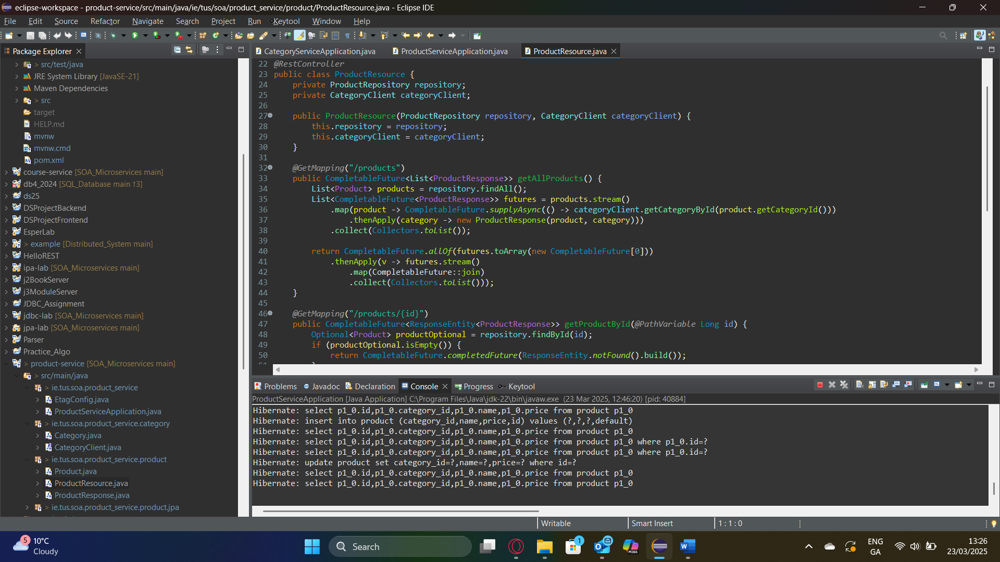 eclipse-workspace - product-service/src/main/java/ie/tus/soa/product_service/product/ProductResource.java - Eclipse IDE
File Edit Source Refactor Navigate Search Project Run Keytool Window Help
Package Explorer
> src/test/java
JRE System Library [JavaSE-21]
Maven Dependencies
> src
target
HELP.md
mvnw
mvnw.cmd
pom.xml
course-service [SOA_Microservices main]
db4_2024 [SQL_Database main ↑3]
ds25
DSProjectBackend
DSProjectFrontend
EsperLab
> example [Distributed_System main]
HelloREST
ipa-lab [SOA_Microservices main]
j2BookServer
j3ModuleServer
JDBC_Assignment
jdbc-lab [SOA_Microservices main]
jpa-lab [SOA_Microservices main]
Parser
Practice_Algo
> product-service [SOA_Microservices main]
> src/main/java
> ie.tus.soa.product_service
EtagConfig.java
ProductServiceApplication.java
> ie.tus.soa.product_service.category
Category.java
CategoryClient.java
> ie.tus.soa.product_service.product
Product.java
ProductResource.java
ProductResponse.java
> ie.tus.soa.product_service.product.jpa
CategoryServiceApplication.java ProductServiceApplication.java ProductResource.java
22 @RestController
23 public class ProductResource {
24     private ProductRepository repository;
25     private CategoryClient categoryClient;
26
27     public ProductResource(ProductRepository repository, CategoryClient categoryClient) {
28         this.repository = repository;
29         this.categoryClient = categoryClient;
30     }
31
32     @GetMapping("/products")
33     public CompletableFuture<List<ProductResponse>> getAllProducts() {
34         List<Product> products = repository.findAll();
35         List<CompletableFuture<ProductResponse>> futures = products.stream()
36             .map(product -> CompletableFuture.supplyAsync(() -> categoryClient.getCategoryById(product.getCategoryId()))
37                 .thenApply(category -> new ProductResponse(product, category)))
38             .collect(Collectors.toList());
39
40         return CompletableFuture.allOf(futures.toArray(new CompletableFuture[0]))
41             .thenApply(v -> futures.stream()
42                 .map(CompletableFuture::join)
43                 .collect(Collectors.toList()));
44     }
45
46     @GetMapping("/products/{id}")
47     public CompletableFuture<ResponseEntity<ProductResponse>> getProductById(@PathVariable Long id) {
48         Optional<Product> productOptional = repository.findById(id);
49         if (productOptional.isEmpty()) {
50             return CompletableFuture.completedFuture(ResponseEntity.notFound().build());
Problems Javadoc Declaration Console Progress Keytool
ProductServiceApplication [Java Application] C:\Program Files\Java\jdk-22\bin\javaw.exe (23 Mar 2025, 12:46:20) [pid: 40884]
Hibernate: select p1_0.id,p1_0.category_id,p1_0.name,p1_0.price from product p1_0
Hibernate: insert into product (category_id,name,price,id) values (?,?,?,default)
Hibernate: select p1_0.id,p1_0.category_id,p1_0.name,p1_0.price from product p1_0
Hibernate: select p1_0.id,p1_0.category_id,p1_0.name,p1_0.price from product p1_0 where p1_0.id=?
Hibernate: select p1_0.id,p1_0.category_id,p1_0.name,p1_0.price from product p1_0 where p1_0.id=?
Hibernate: update product set category_id=?,name=?,price=? where id=?
Hibernate: select p1_0.id,p1_0.category_id,p1_0.name,p1_0.price from product p1_0
Hibernate: select p1_0.id,p1_0.category_id,p1_0.name,p1_0.price from product p1_0
Writable Smart Insert 1 : 1 : 0
5 10°C
Cloudy
Search
1
M365
ENG
GA
13:26
23/03/2025